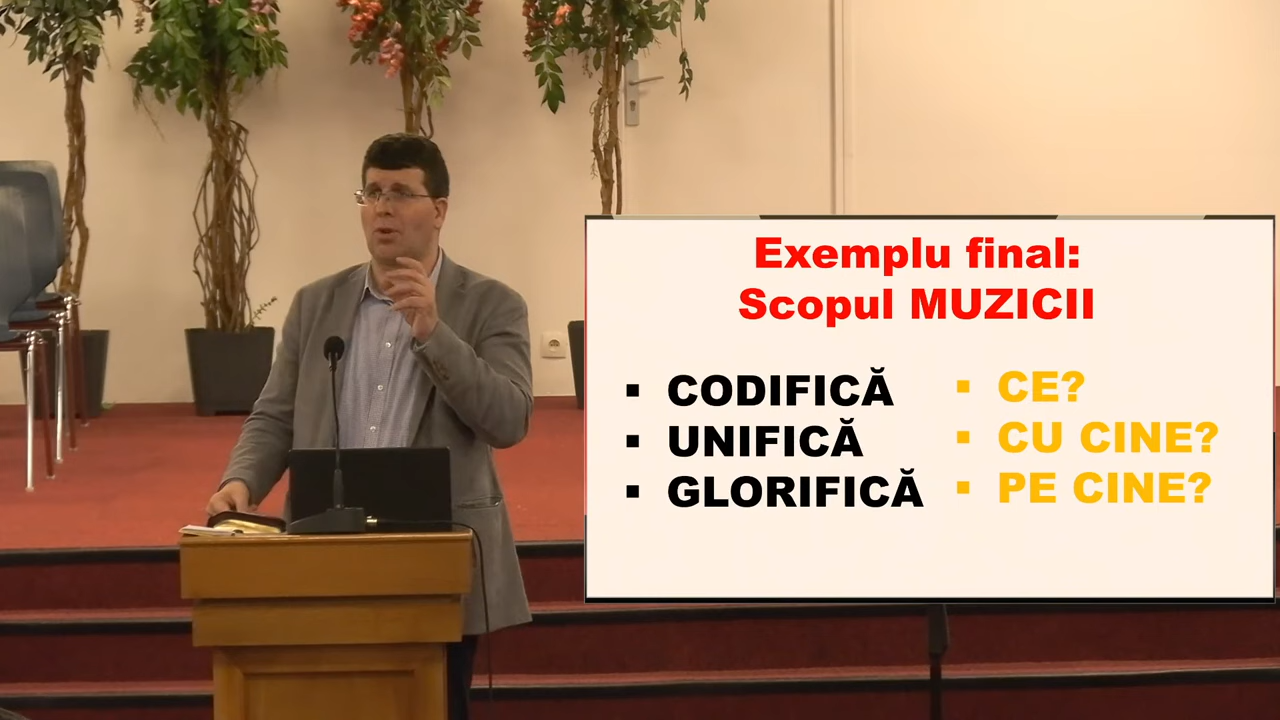 Exemplu final:
Scopul MUZICII
▪ CODIFICĂ
▪ UNIFICĂ
▪ GLORIFICĂ
▪ CE?
▪ CU CINE?
▪ PE CINE?